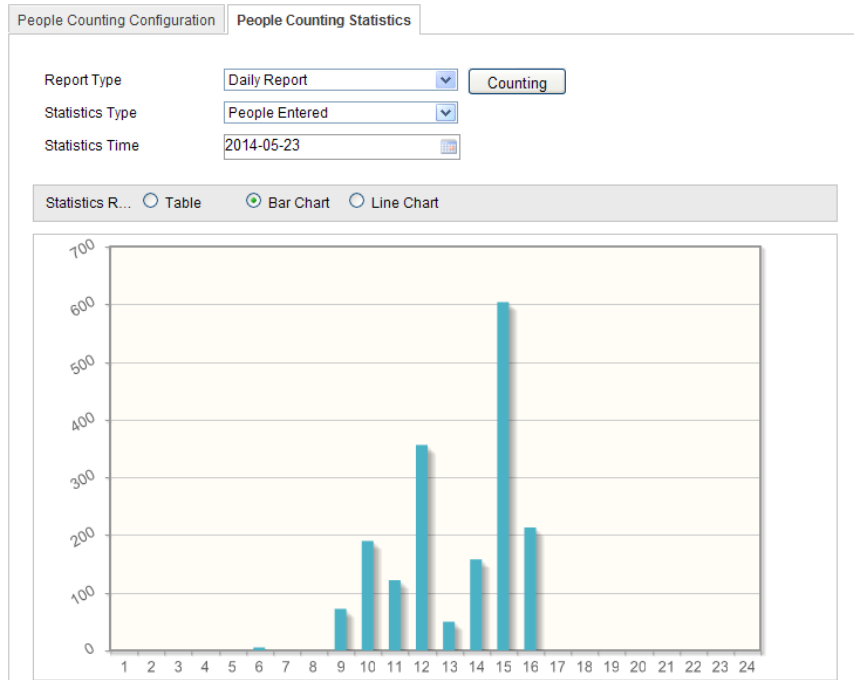 People Counting Configuration People Counting Statistics
Report Type Daily Report Counting
Statistics Type People Entered
Statistics Time 2014-05-23
Statistics R... Table Bar Chart Line Chart
700
600
500
400
300
200
100
0
1 2 3 4 5 6 7 8 9 10 11 12 13 14 15 16 17 18 19 20 21 22 23 24